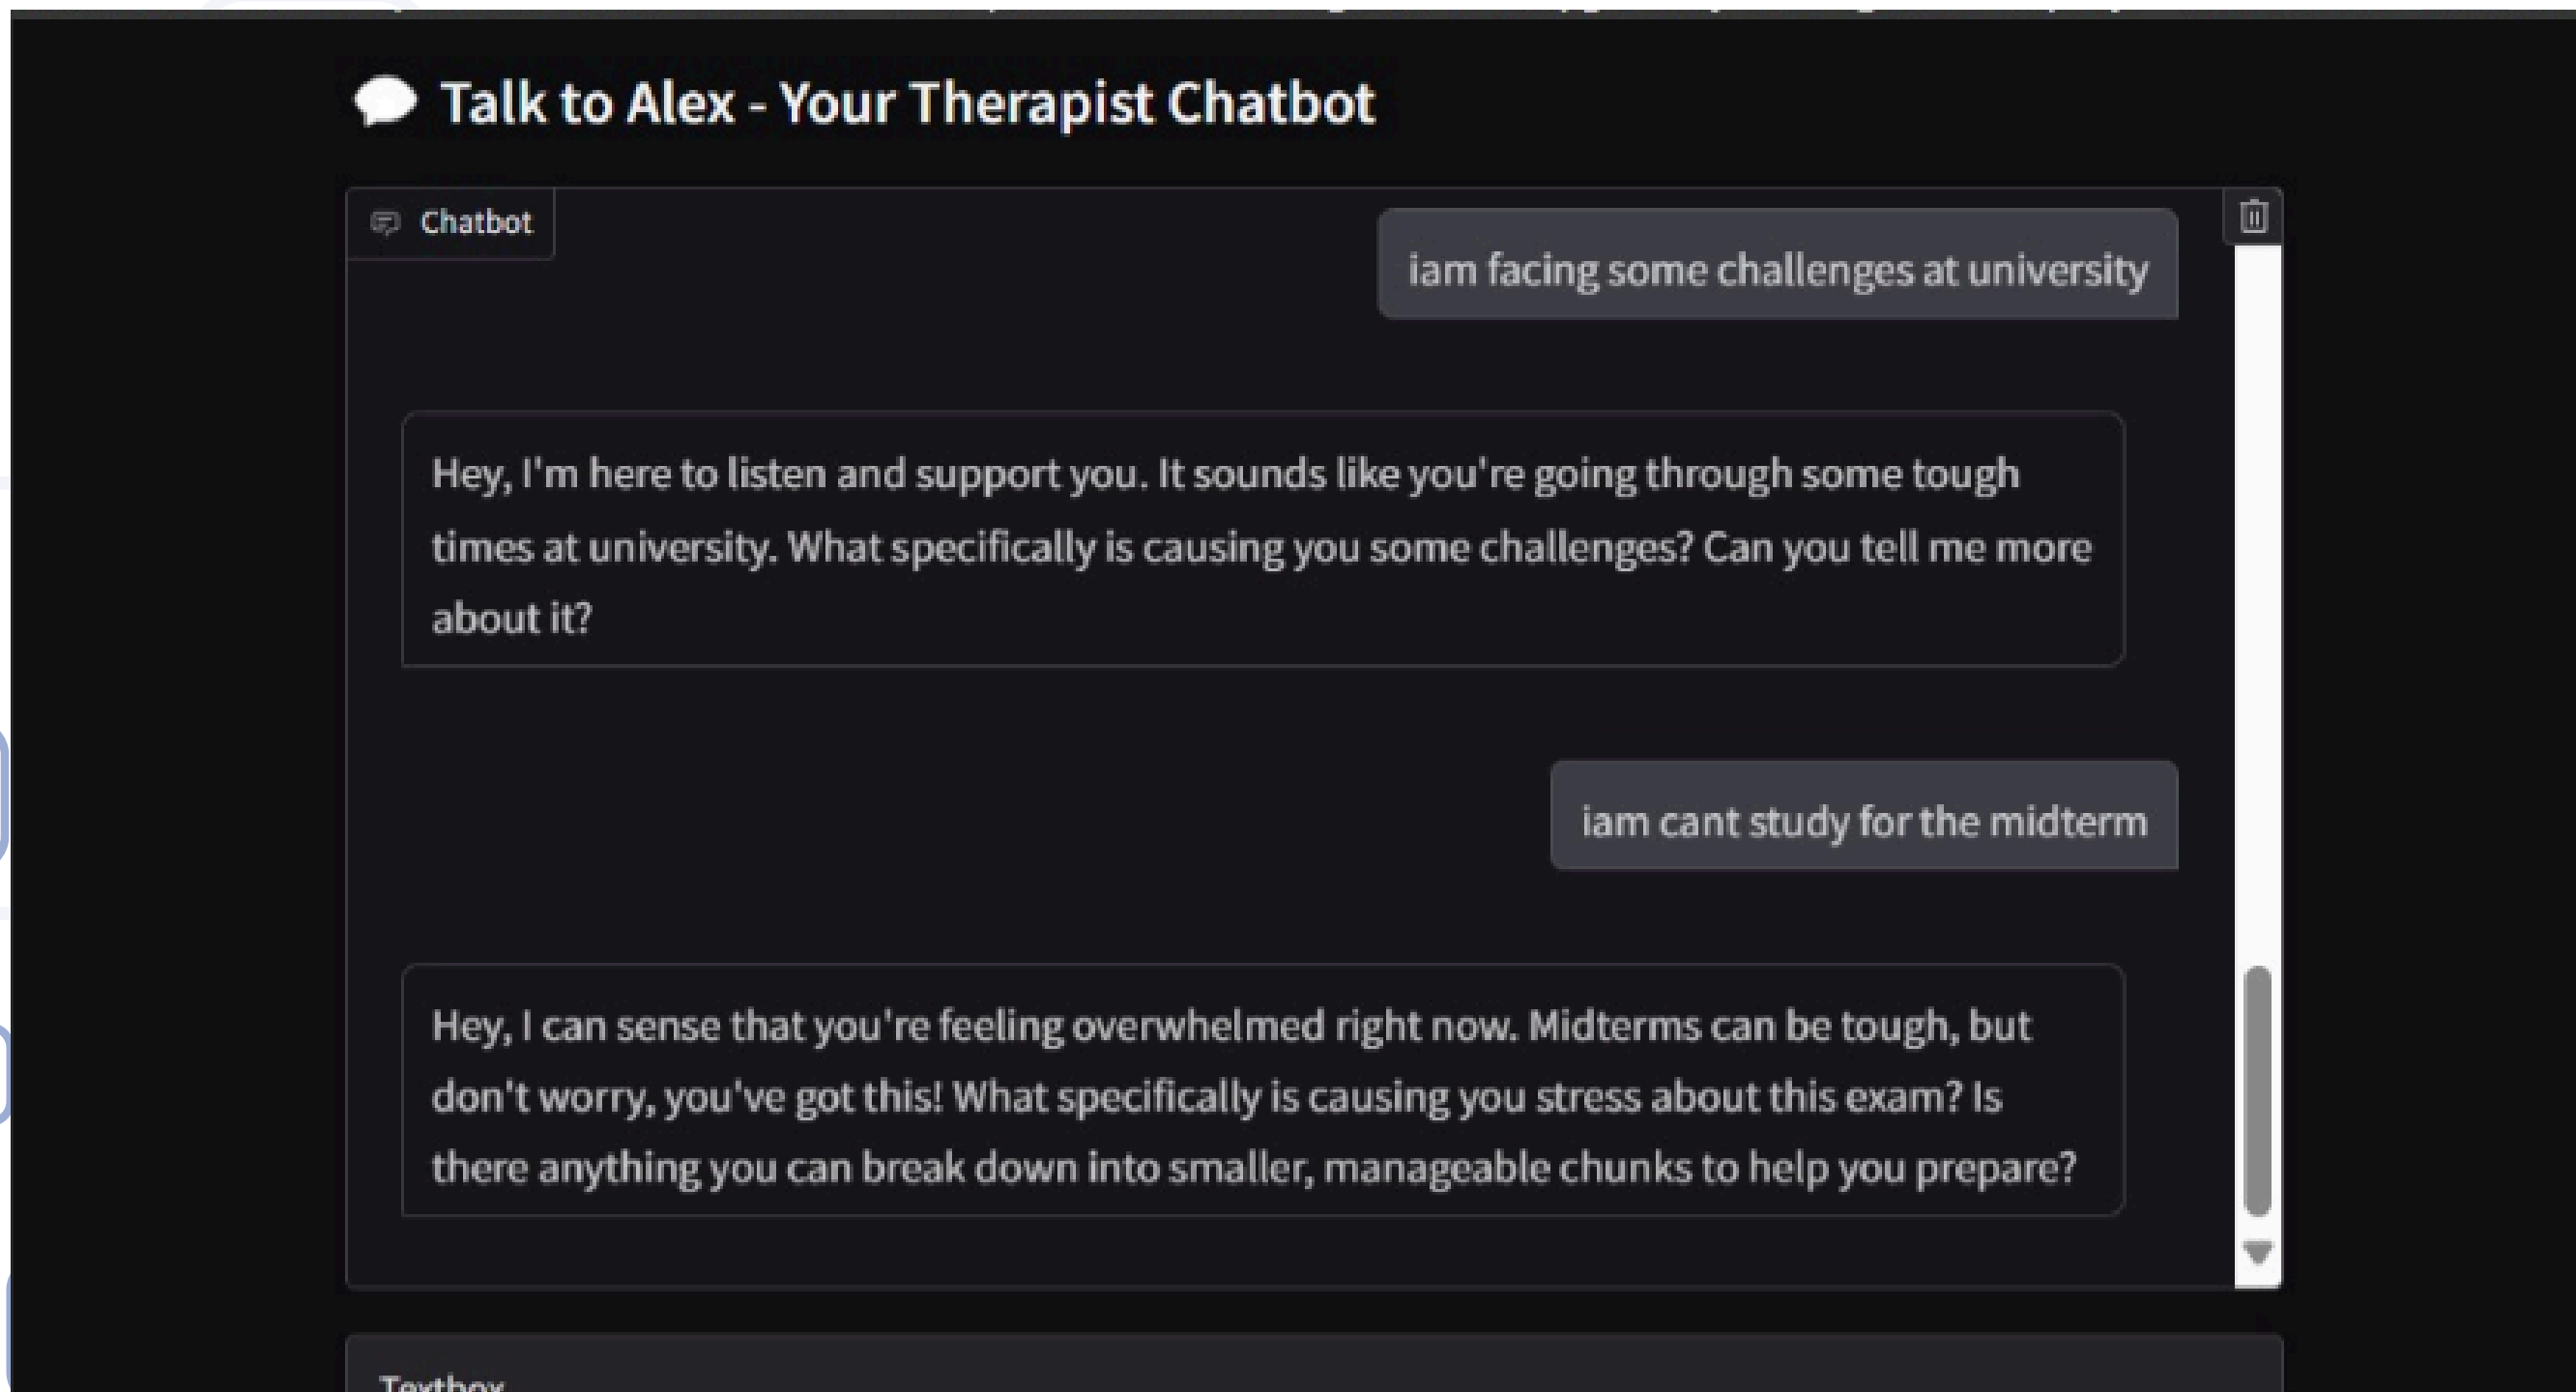 Talk to Alex - Your Therapist Chatbot
Chatbot
iam facing some challenges at university
Hey, I'm here to listen and support you. It sounds like you're going through some tough
times at university. What specifically is causing you some challenges? Can you tell me more
about it?
iam cant study for the midterm
Hey, I can sense that you're feeling overwhelmed right now. Midterms can be tough, but
don't worry, you've got this! What specifically is causing you stress about this exam? Is
there anything you can break down into smaller, manageable chunks to help you prepare?
Textbox